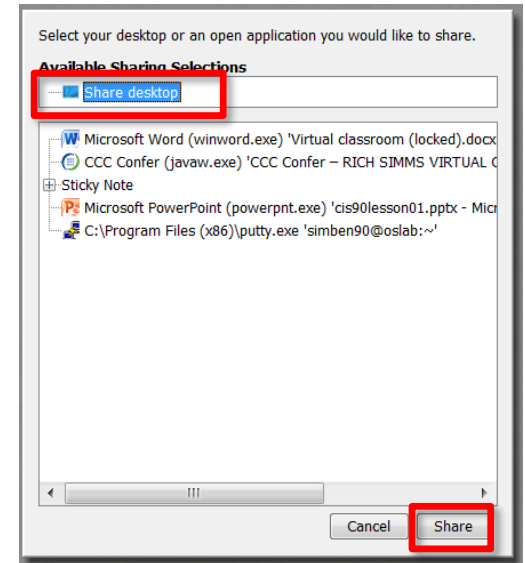 Select your desktop or an open application you would like to share.
Available Sharing Selections
Share desktop
Microsoft Word (winword.exe) 'Virtual classroom (locked).docx
CCC Confer (javaw.exe) 'CCC Confer – RICH SIMMS VIRTUAL
Sticky Note
Microsoft PowerPoint (powerpnt.exe) 'cis90lesson01.pptx - Micr
C:\Program Files (x86)\putty.exe 'simben90@oslab:~'
Cancel Share